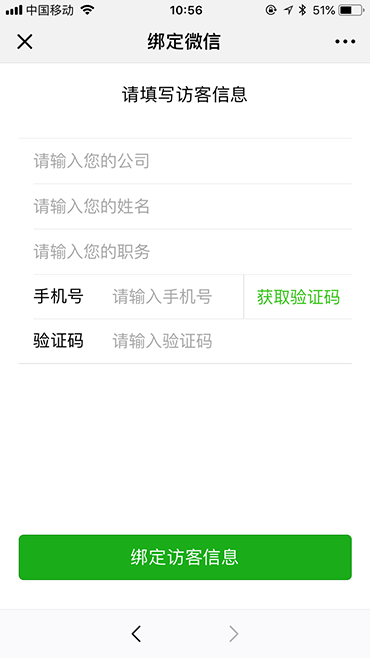 中国移动 10:56 51%
绑定微信
请填写访客信息
请输入您的公司
请输入您的姓名
请输入您的职务
手机号 请输入手机号 获取验证码
验证码 请输入验证码
绑定访客信息